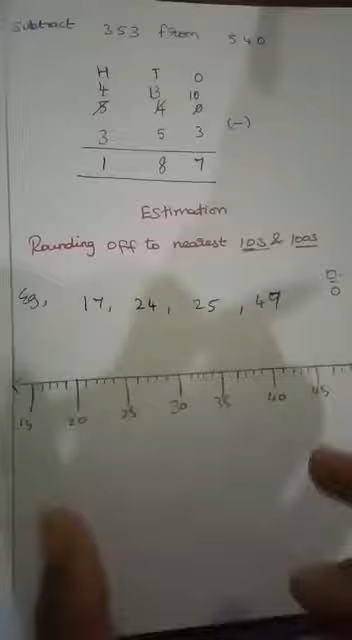 Subtract 353 from 540
H T O
4 13 10
5 4 0
3 5 3 (-)
1 8 7
Estimation
Rounding off to nearest 10s & 100s
Eg, 17, 24, 25, 47
0
15 20 25 30 35 40 45